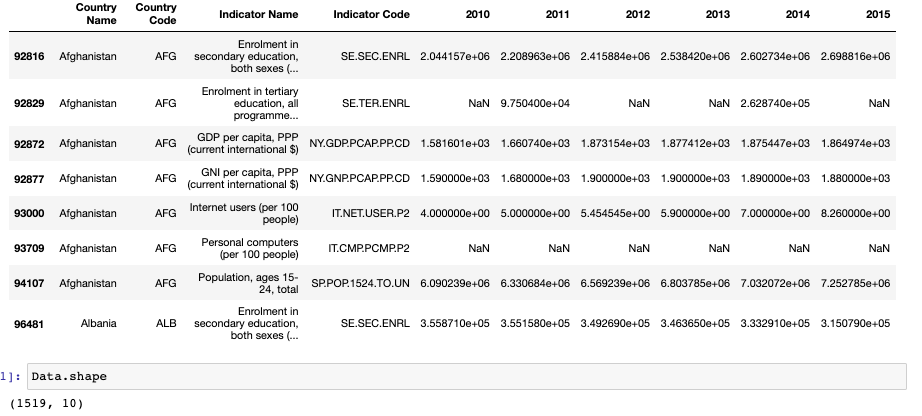 Country Name Country Code Indicator Name Indicator Code 2010 2011 2012 2013 2014 2015
92816 Afghanistan AFG Enrolment in secondary education, both sexes (... SE.SEC.ENRL 2.044157e+06 2.208963e+06 2.415884e+06 2.538420e+06 2.602734e+06 2.698816e+06
92829 Afghanistan AFG Enrolment in tertiary education, all programme... SE.TER.ENRL NaN 9.750400e+04 NaN NaN 2.628740e+05 NaN
92872 Afghanistan AFG GDP per capita, PPP (current international $) NY.GDP.PCAP.PP.CD 1.581601e+03 1.660740e+03 1.873154e+03 1.877412e+03 1.875447e+03 1.864974e+03
92877 Afghanistan AFG GNI per capita, PPP (current international $) NY.GNP.PCAP.PP.CD 1.590000e+03 1.680000e+03 1.900000e+03 1.900000e+03 1.890000e+03 1.880000e+03
93000 Afghanistan AFG Internet users (per 100 people) IT.NET.USER.P2 4.000000e+00 5.000000e+00 5.454545e+00 5.900000e+00 7.000000e+00 8.260000e+00
93709 Afghanistan AFG Personal computers (per 100 people) IT.CMP.PCMP.P2 NaN NaN NaN NaN NaN NaN
94107 Afghanistan AFG Population, ages 15-24, total SP.POP.1524.TO.UN 6.090239e+06 6.330684e+06 6.569239e+06 6.803785e+06 7.032072e+06 7.252785e+06
96481 Albania ALB Enrolment in secondary education, both sexes (... SE.SEC.ENRL 3.558710e+05 3.551580e+05 3.492690e+05 3.463650e+05 3.332910e+05 3.150790e+05
1]: Data.shape
(1519, 10)